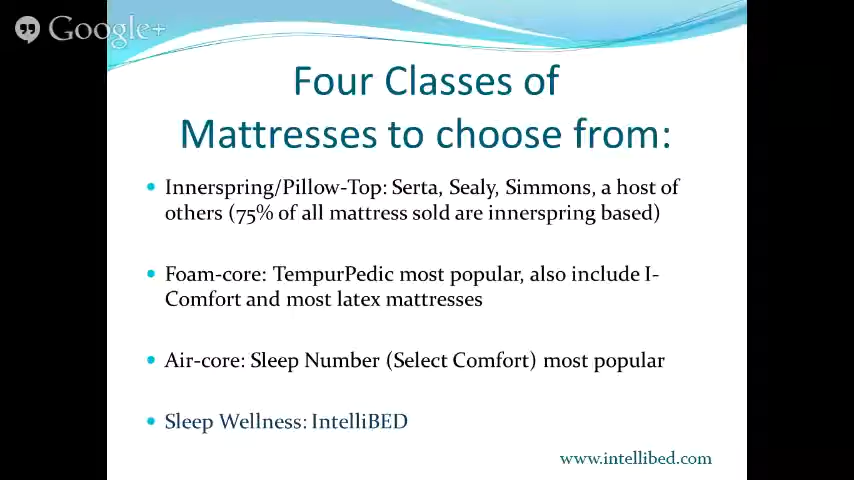 Google+
Four Classes of
Mattresses to choose from:
• Innerspring/Pillow-Top: Serta, Sealy, Simmons, a host of
others (75% of all mattress sold are innerspring based)
• Foam-core: TempurPedic most popular, also include I-
Comfort and most latex mattresses
• Air-core: Sleep Number (Select Comfort) most popular
• Sleep Wellness: IntelliBED
www.intellibed.com